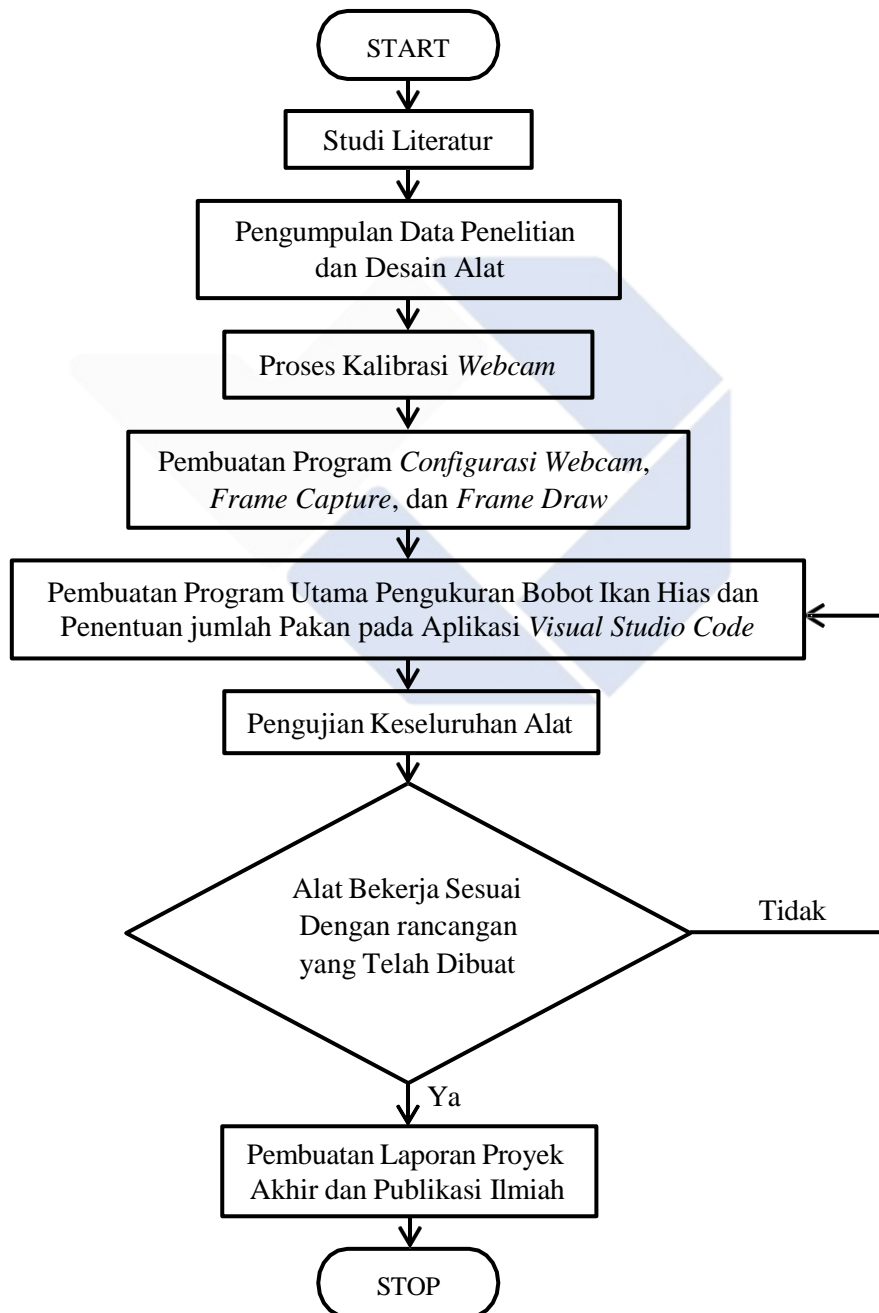 START
Studi Literatur
Pengumpulan Data Penelitian
dan Desain Alat
Proses Kalibrasi Webcam
Pembuatan Program Configurasi Webcam,
Frame Capture, dan Frame Draw
Pembuatan Program Utama Pengukuran Bobot Ikan Hias dan
Penentuan jumlah Pakan pada Aplikasi Visual Studio Code
Pengujian Keseluruhan Alat
Alat Bekerja Sesuai
Dengan rancangan
yang Telah Dibuat
Tidak
Ya
Pembuatan Laporan Proyek
Akhir dan Publikasi Ilmiah
STOP